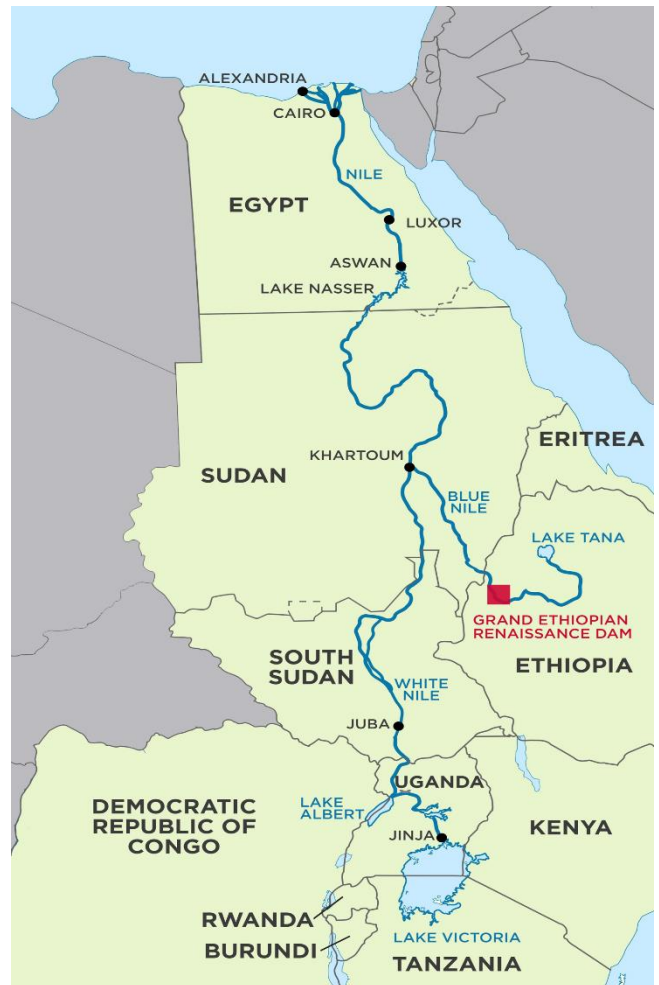 ALEXANDRIA
CAIRO
NILE
EGYPT
LUXOR
ASWAN
LAKE NASSER
ERITREA
KHARTOUM
SUDAN
BLUE
NILE
LAKE TANA
GRAND ETHIOPIAN
RENAISSANCE DAM
SOUTH
SUDAN
ETHIOPIA
WHITE
NILE
JUBA
UGANDA
DEMOCRATIC
REPUBLIC OF
CONGO
LAKE
ALBERT
KENYA
JINJA
RWANDA
BURUNDI
LAKE VICTORIA
TANZANIA